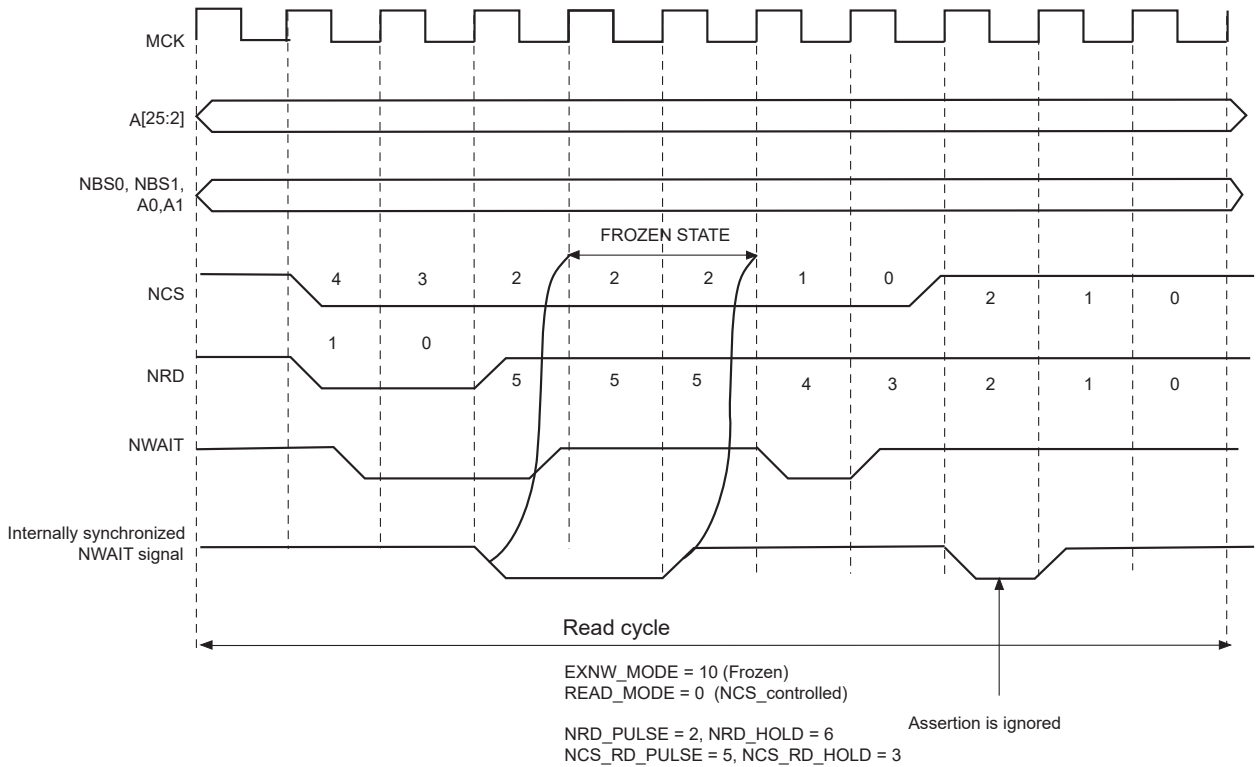 MCK
A[25:2]
NBS0, NBS1,
A0,A1
FROZEN STATE
NCS
4 3 2 2 2 1 0
2 1 0
NRD
1 0
5 5 5 4 3 2 1 0
NWAIT
Internally synchronized
NWAIT signal
Read cycle
EXNW_MODE = 10 (Frozen)
READ_MODE = 0 (NCS_controlled)
Assertion is ignored
NRD_PULSE = 2, NRD_HOLD = 6
NCS_RD_PULSE = 5, NCS_RD_HOLD = 3